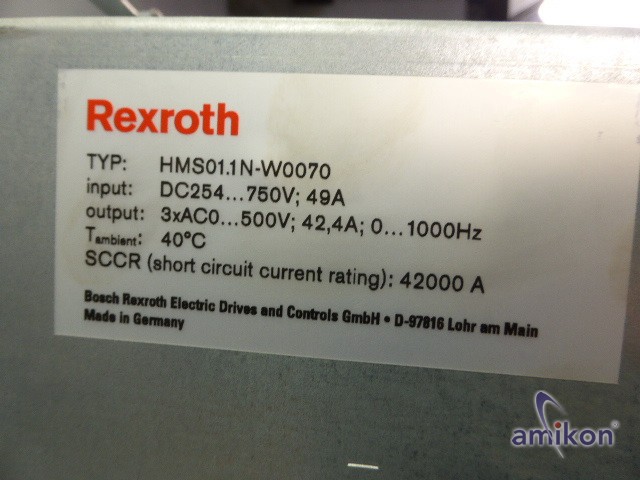 Rexroth
TYP: HMS01.1N-W0070
input: DC254...750V; 49A
output: 3xAC0...500V; 42,4A; 0...1000Hz
Tambient: 40°C
SCCR (short circuit current rating): 42000 A
Bosch Rexroth Electric Drives and Controls GmbH • D-97816 Lohr am Main
Made in Germany
amikon